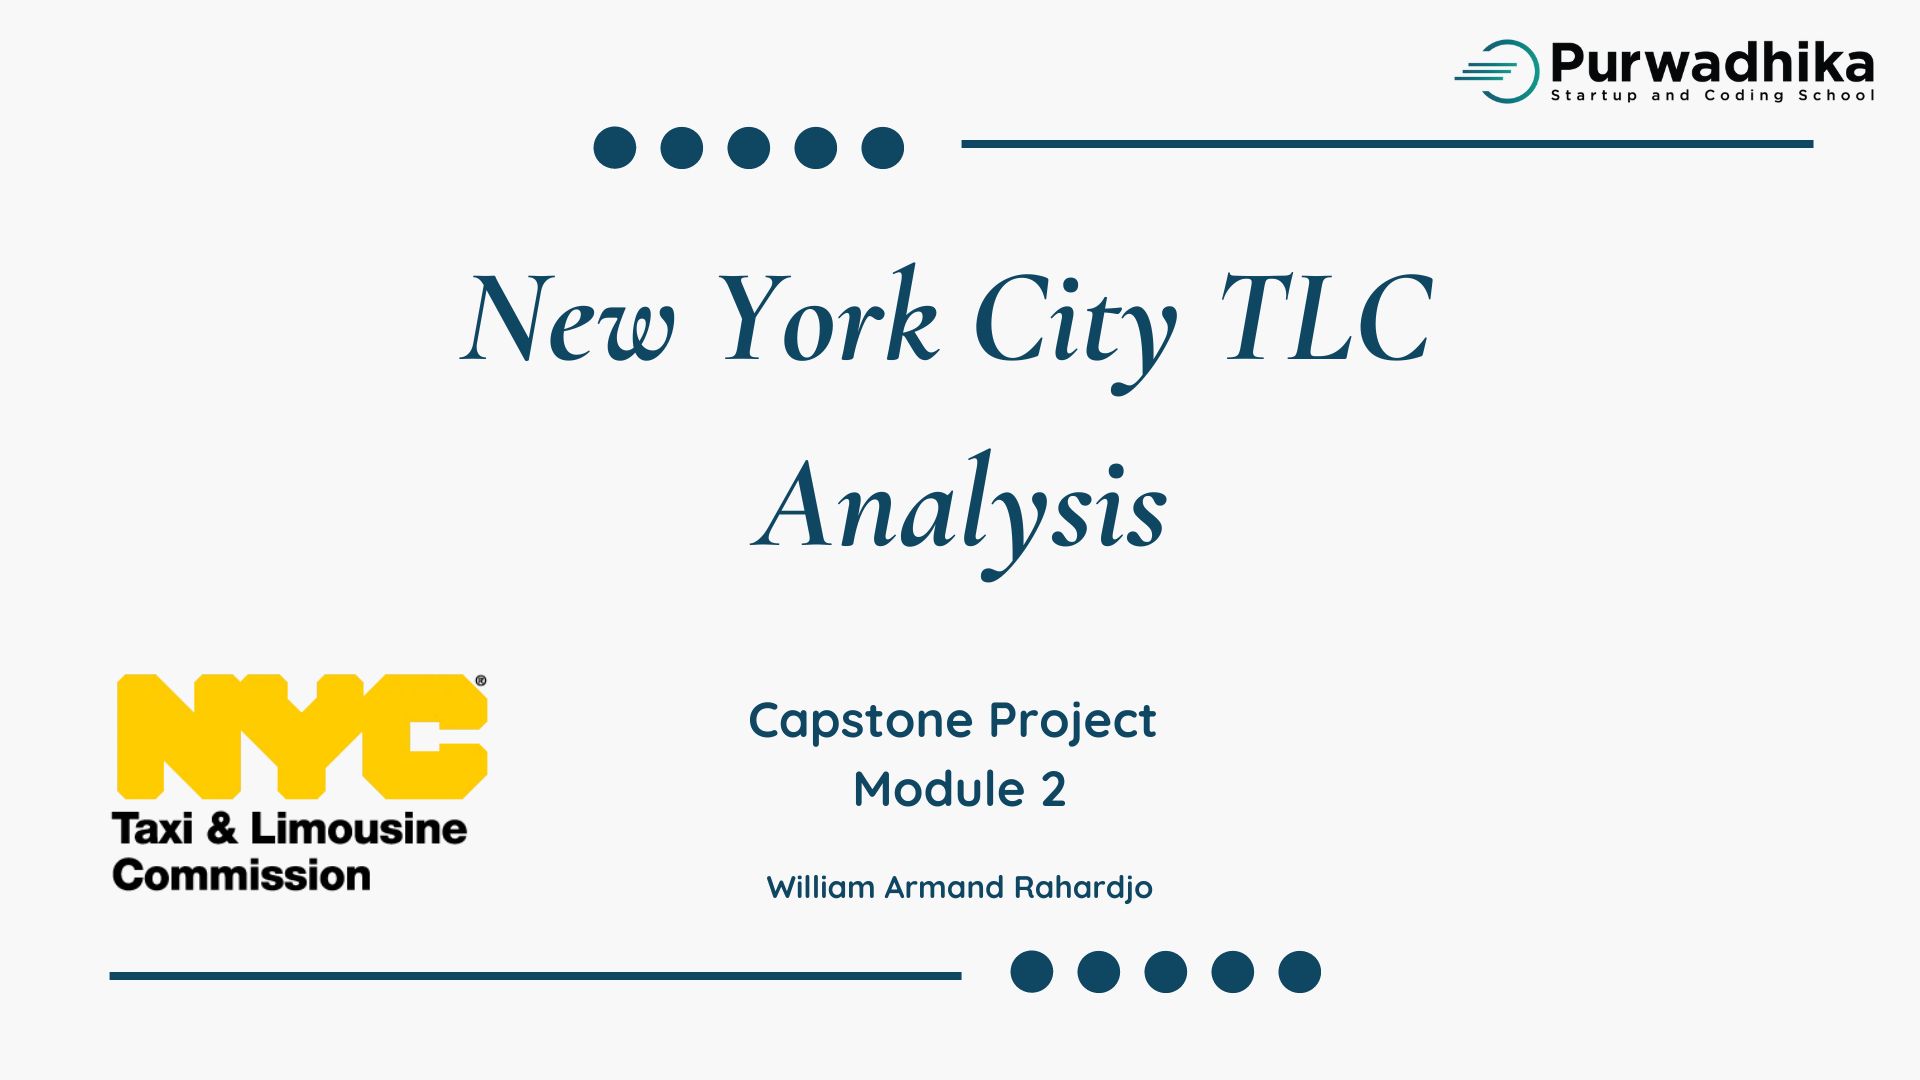 Purwadhika
Startup and Coding School
New York City TLC
Analysis
NYC®
Taxi & Limousine
Commission
Capstone Project
Module 2
William Armand Rahardjo